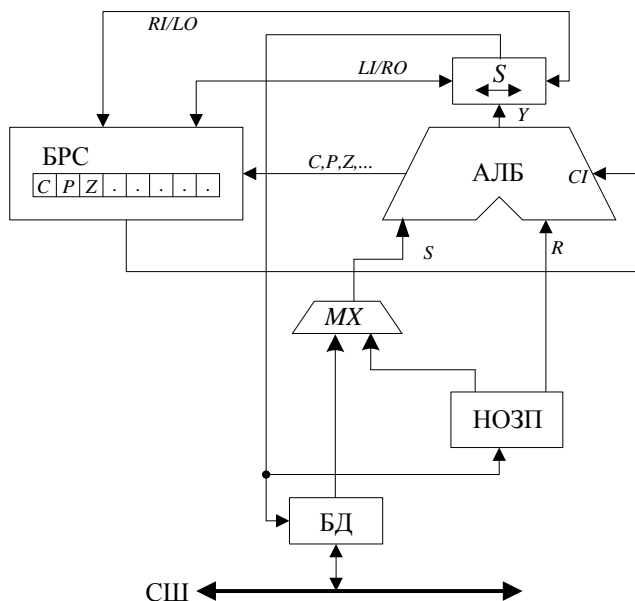 RI/LO
LI/RO
S
Y
БРС
C P Z . . . . .
C,P,Z,...
АЛБ
CI
S
R
MX
НОЗП
БД
СШ